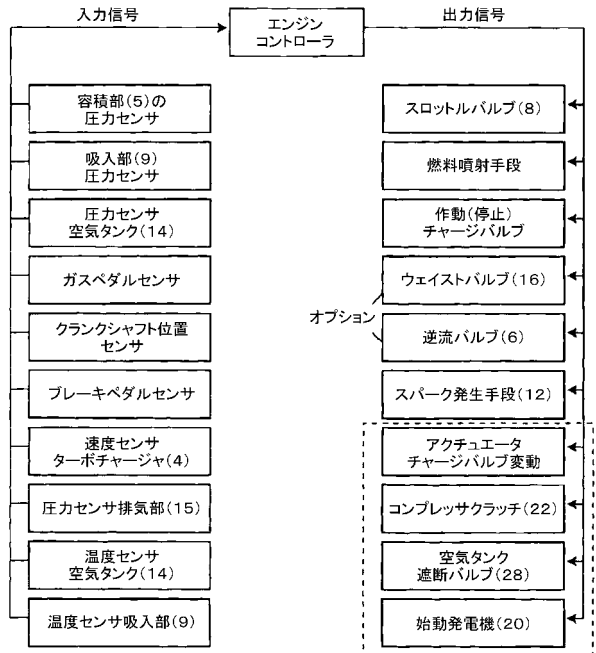 入力信号
エンジン
コントローラ
出力信号
容積部(5)の
圧力センサ
吸入部(9)
圧力センサ
圧力センサ
空気タンク(14)
ガスペダルセンサ
クランクシャフト位置
センサ
ブレーキペダルセンサ
速度センサ
ターボチャージャ(4)
圧力センサ排気部(15)
温度センサ
空気タンク(14)
温度センサ吸入部(9)
スロットルバルブ(8)
燃料噴射手段
作動(停止)
チャージバルブ
ウェイストバルブ(16)
オプション
逆流バルブ(6)
スパーク発生手段(12)
アクチュエータ
チャージバルブ変動
コンプレッサクラッチ(22)
空気タンク
遮断バルブ(28)
始動発電機(20)